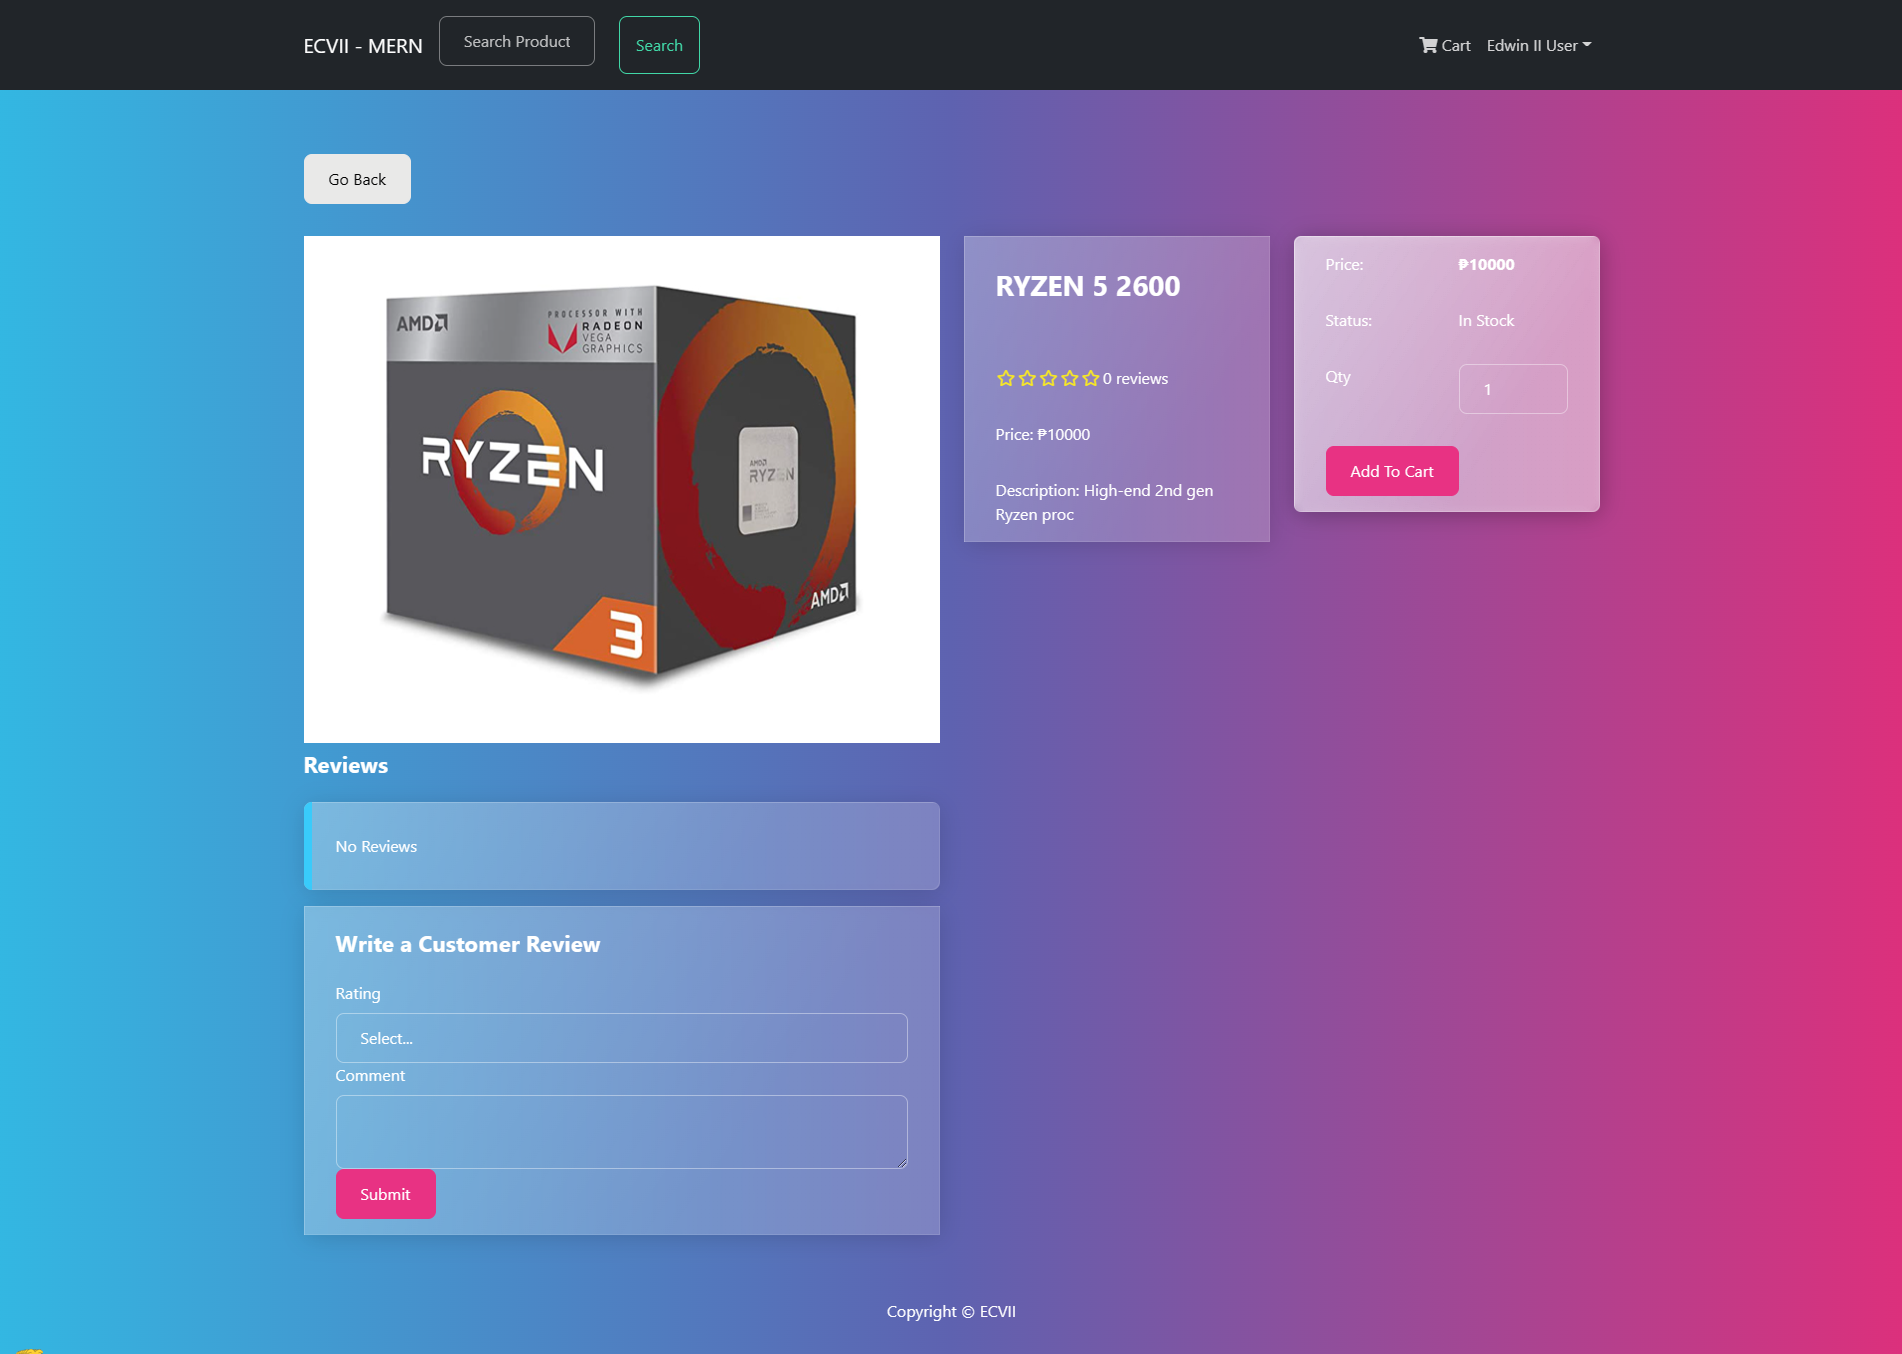 ECVII - MERN
Search Product
Search
Cart
Edwin II User
Go Back
AMD
PROCESSOR WITH
RADEON
VEGA
GRAPHICS
RYZEN
3
AMD
RYZEN
AMD
RYZEN 5 2600
0 reviews
Price: ₱10000
Description: High-end 2nd gen
Ryzen proc
Price: ₱10000
Status: In Stock
Qty 1
Add To Cart
Reviews
No Reviews
Write a Customer Review
Rating
Select...
Comment
Submit
Copyright © ECVII